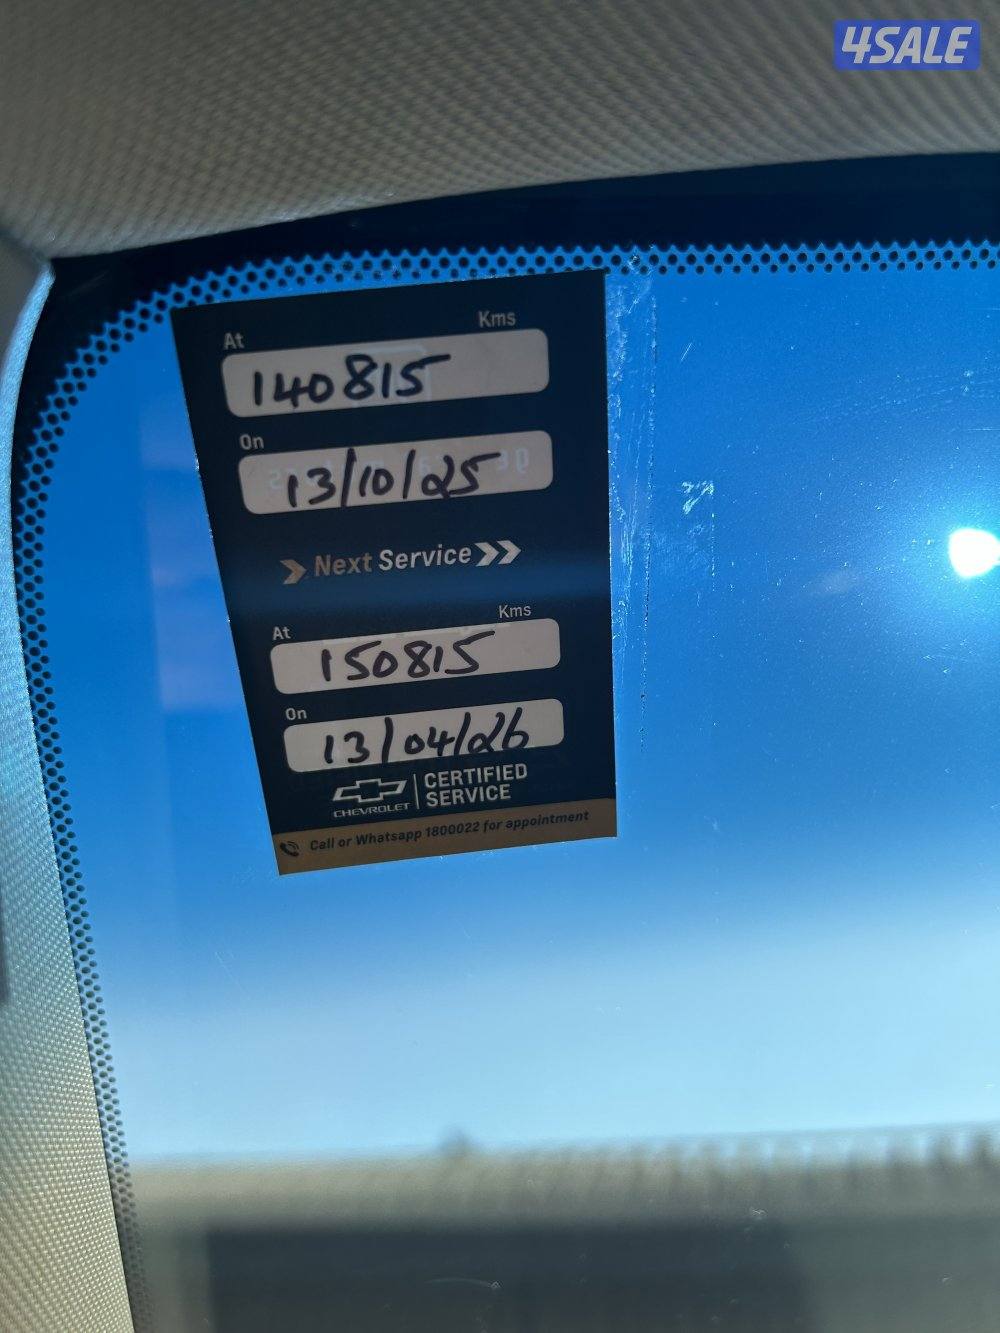 4SALE
At Kms
140815
On
13/10/25
Next Service
At Kms
150815
On
13/04/26
CHEVROLET
CERTIFIED
SERVICE
Call or Whatsapp 1800022 for appointment